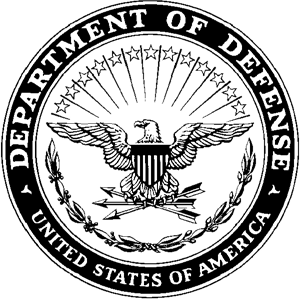 DEPARTMENT OF DEFENSE
UNITED STATES OF AMERICA